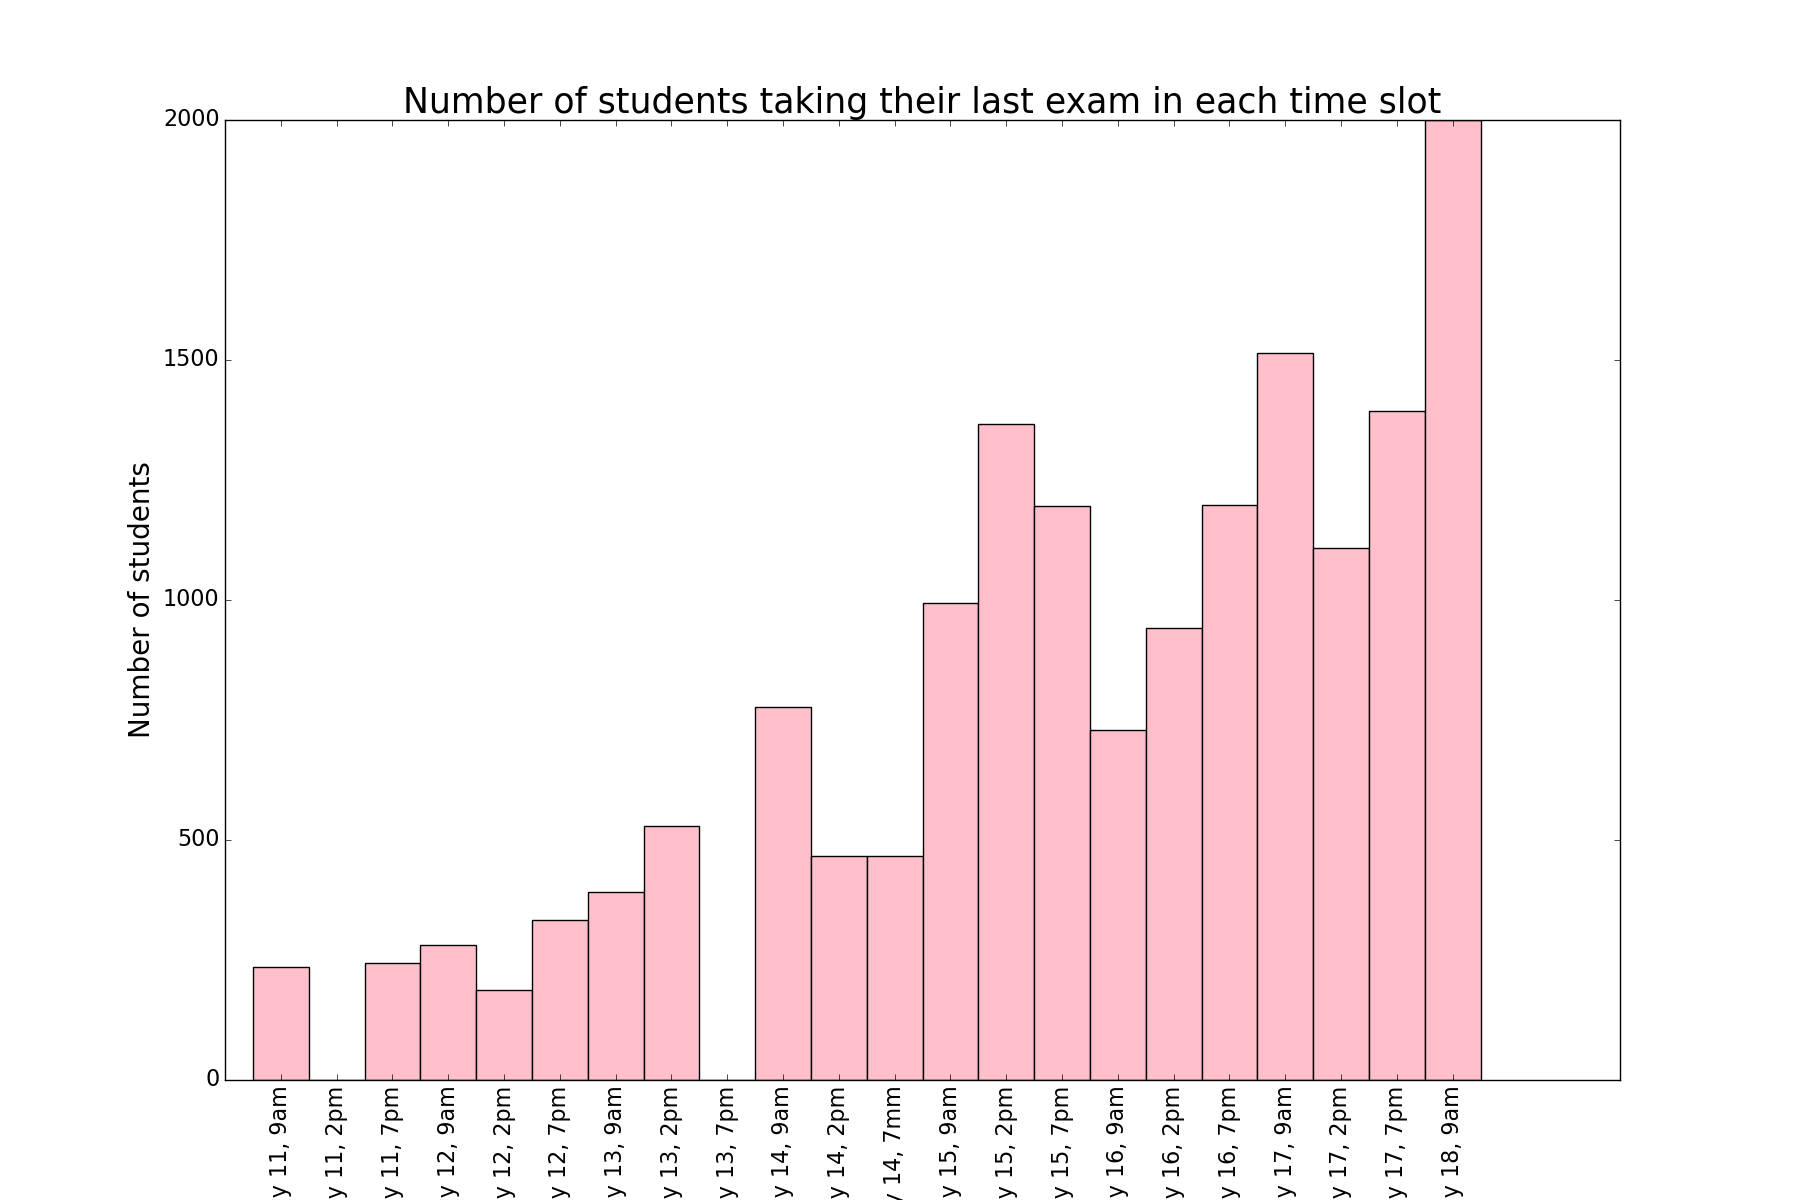 Number of students taking their last exam in each time slot
2000
1500
1000
500
0
Number of students
y 11, 9am
y 11, 2pm
y 11, 7pm
y 12, 9am
y 12, 2pm
y 12, 7pm
y 13, 9am
y 13, 2pm
y 13, 7pm
y 14, 9am
y 14, 2pm
y 14, 7mm
y 15, 9am
y 15, 2pm
y 15, 7pm
y 16, 9am
y 16, 2pm
y 16, 7pm
y 17, 9am
y 17, 2pm
y 17, 7pm
y 18, 9am